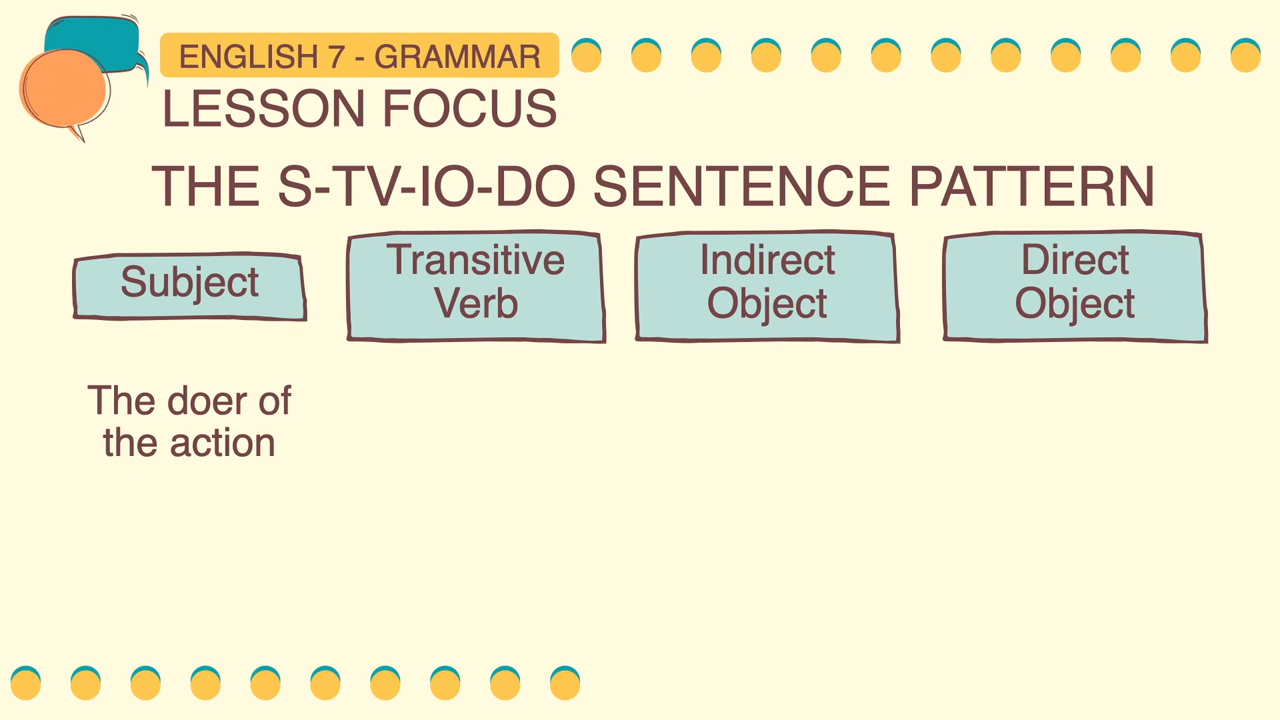 ENGLISH 7 - GRAMMAR
LESSON FOCUS
THE S-TV-IO-DO SENTENCE PATTERN
Subject
Transitive
Verb
Indirect
Object
Direct
Object
The doer of
the action